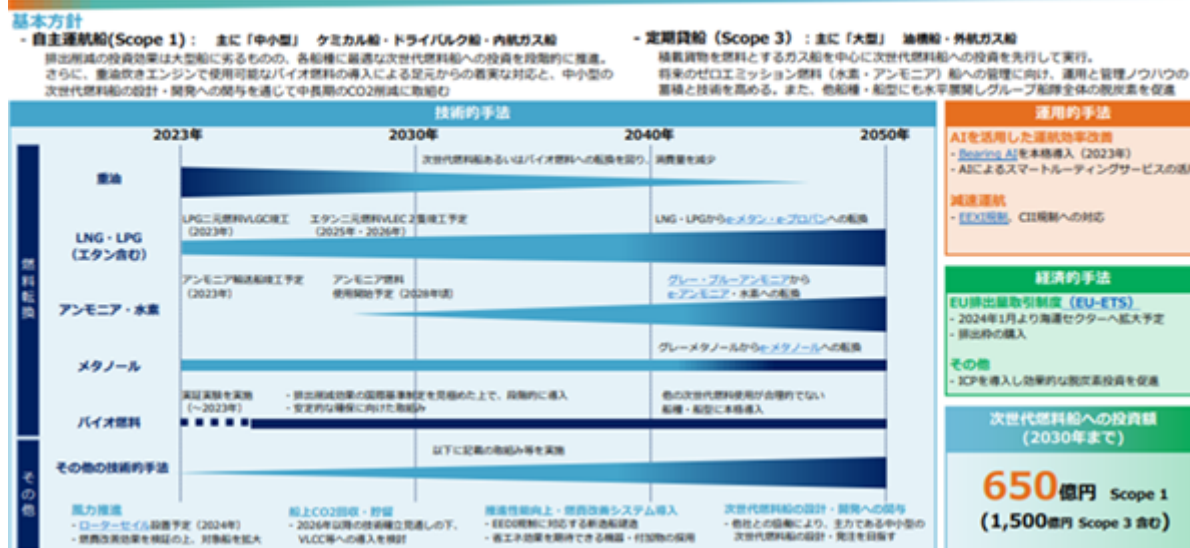 基本方針
- 自主運航船(Scope 1)： 主に「中小型」 ケミカル船・ドライバルク船・内航ガス船
排出削減の投資効果は大型船に劣るものの、各船種に最適な次世代燃料船への投資を段階的に推進。
さらに、重油吹きエンジンで使用可能なバイオ燃料の導入による足元からの着実な対応と、中小型の
次世代燃料船の設計・開発への関与を通じて中長期のCO2削減に取組む
- 定期貸船（Scope 3）：主に「大型」 油槽船・外航ガス船
積載貨物を燃料とするガス船を中心に次世代燃料船への投資を先行して実行。
将来のゼロエミッション燃料（水素・アンモニア）船への管理に向け、運用と管理ノウハウの
蓄積と技術を高める。また、他船種・船型にも水平展開しグループ船隊全体の脱炭素を促進
技術的手法
2023年 2030年 2040年 2050年
燃料転換
重油
次世代燃料船あるいはバイオ燃料への転換を図り、消費量を減少
LNG・LPG
（エタン含む）
LPG二元燃料VLGC竣工
（2023年）
エタン二元燃料VLEC 2隻竣工予定
（2025年・2026年）
LNG・LPGからe-メタン・e-プロパンへの転換
アンモニア・水素
アンモニア輸送船竣工予定
（2023年）
アンモニア燃料
使用開始予定（2028年頃）
グレー・ブルーアンモニアから
e-アンモニア・水素への転換
メタノール
グレーメタノールからe-メタノールへの転換
バイオ燃料
実証実験を実施
（～2023年）
- 排出削減効果の国際基準制定を見極めた上で、段階的に導入
- 安定的な確保に向けた取組み
他の次世代燃料使用が合理的でない
船種・船型に本格導入
その他
その他の技術的手法
以下に記載の取組み等を実施
風力推進
- ローターセイル設置予定（2024年）
- 燃費改善効果を検証の上、対象船を拡大
船上CO2回収・貯留
- 2026年以降の技術確立見通しの下、
VLCC等への導入を検討
推進性能向上・燃費改善システム導入
- EEDI規制に対応する新造船建造
- 省エネ効果を期待できる機器・付加物の採用
次世代燃料船の設計・開発への関与
- 他社との協働により、主力である中小型の
次世代燃料船の設計・発注を目指す
運用的手法
AIを活用した運航効率改善
- Bearing AIを本格導入（2023年）
- AIによるスマートルーティングサービスの活
減速運航
- EEXI規制、CII規制への対応
経済的手法
EU排出量取引制度（EU-ETS）
- 2024年1月より海運セクターへ拡大予定
- 排出枠の購入
その他
- ICPを導入し効果的な脱炭素投資を促進
次世代燃料船への投資額
（2030年まで）
650億円 Scope 1
(1,500億円 Scope 3 含む)